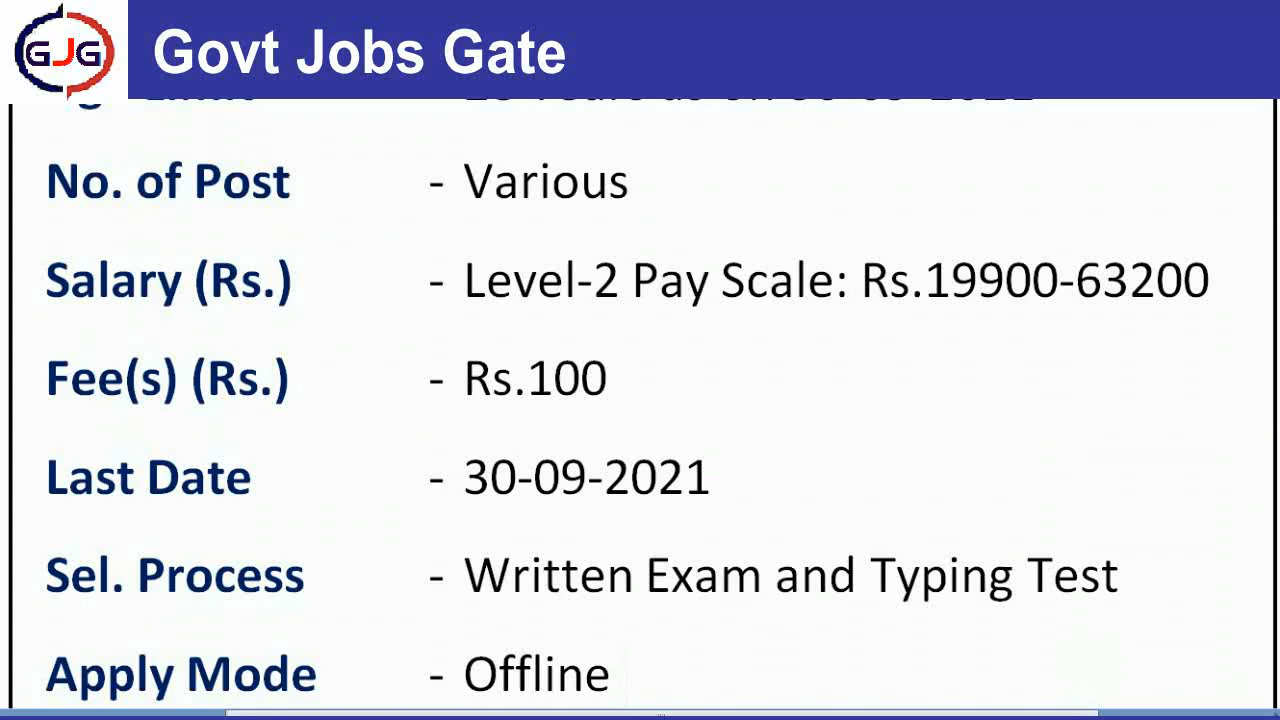 GJG
Govt Jobs Gate
No. of Post - Various
Salary (Rs.) - Level-2 Pay Scale: Rs.19900-63200
Fee(s) (Rs.) - Rs.100
Last Date - 30-09-2021
Sel. Process - Written Exam and Typing Test
Apply Mode - Offline